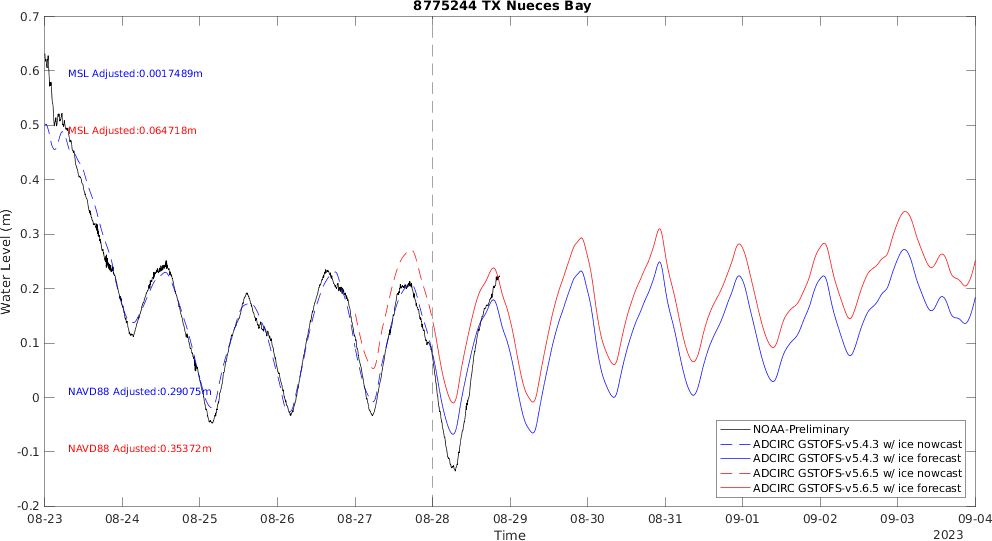 8775244 TX Nueces Bay
Water Level (m)
0.7
0.6
0.5
0.4
0.3
0.2
0.1
0
-0.1
-0.2
MSL Adjusted:0.0017489m
MSL Adjusted:0.064718m
NAVD88 Adjusted:0.29075m
NAVD88 Adjusted:0.35372m
NOAA-Preliminary
ADCIRC GSTOFS-v5.4.3 w/ ice nowcast
ADCIRC GSTOFS-v5.4.3 w/ ice forecast
ADCIRC GSTOFS-v5.6.5 w/ ice nowcast
ADCIRC GSTOFS-v5.6.5 w/ ice forecast
08-23 08-24 08-25 08-26 08-27 08-28 08-29 08-30 08-31 09-01 09-02 09-03 09-04
Time
2023